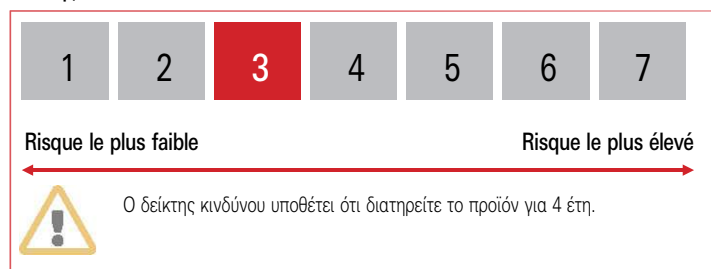 1 2 3 4 5 6 7
Risque le plus faible Risque le plus élevé
Ο δείκτης κινδύνου υποθέτει ότι διατηρείτε το προϊόν για 4 έτη.